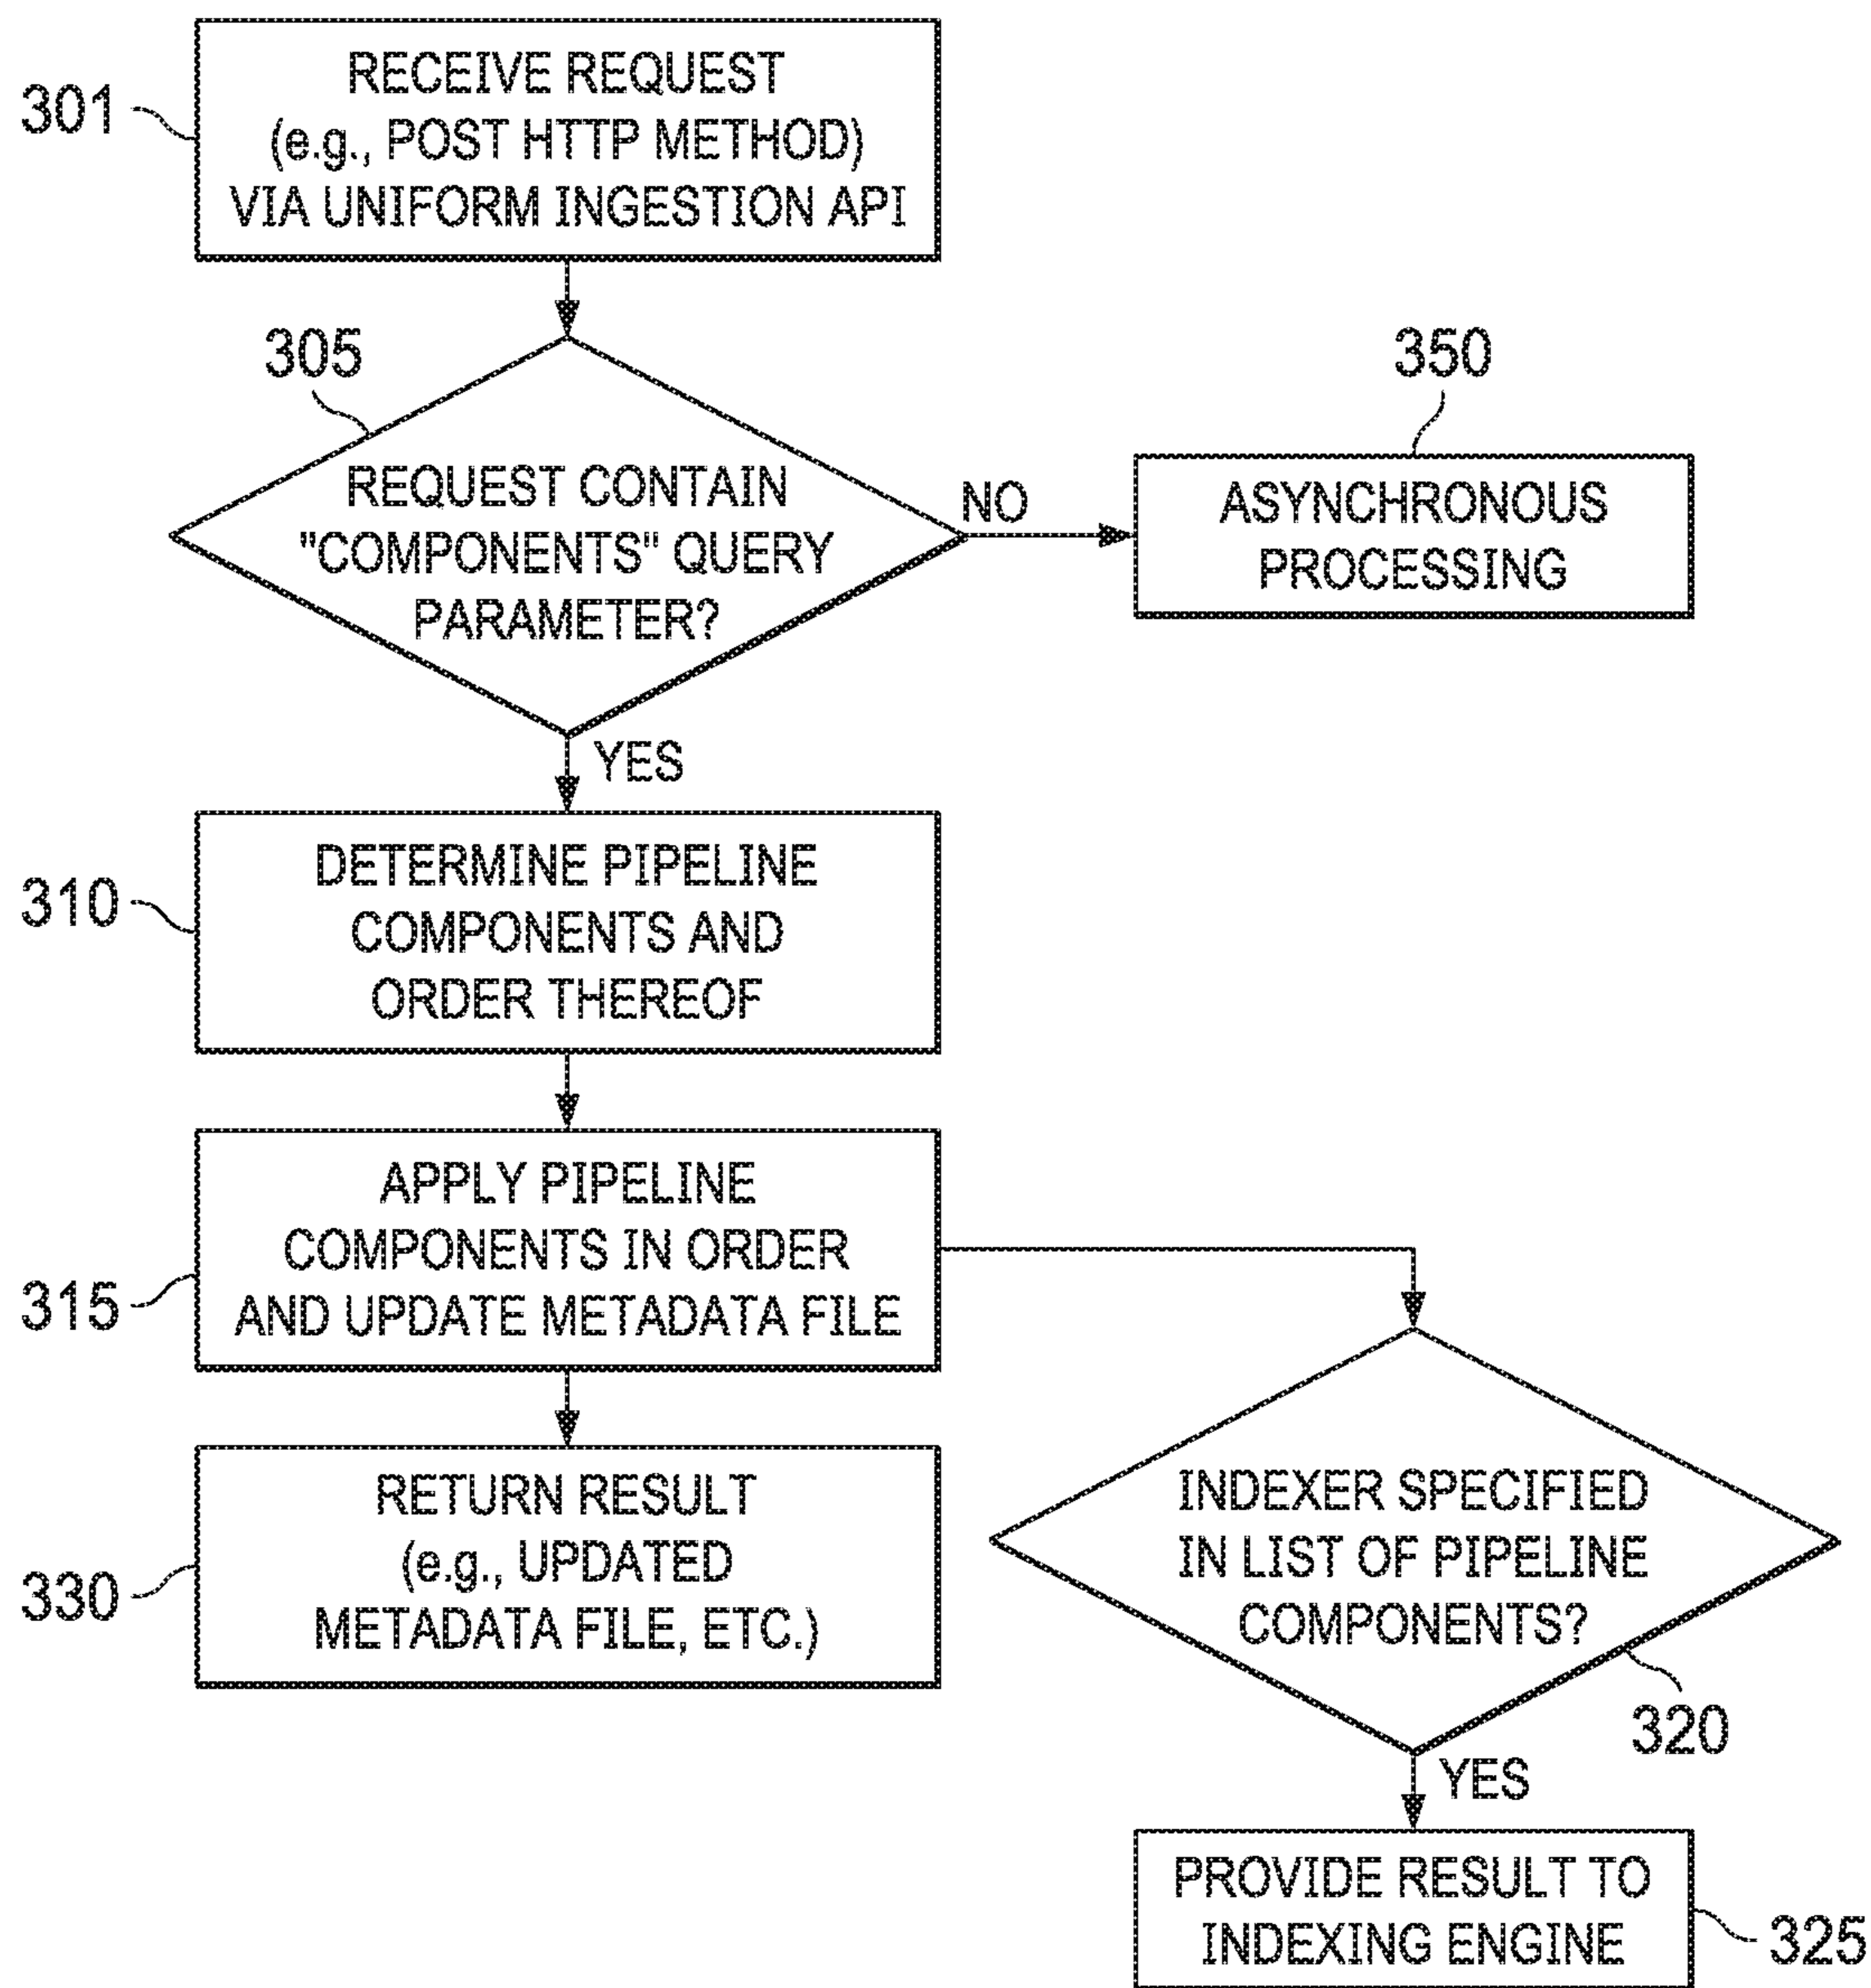 301
RECEIVE REQUEST
(e.g., POST HTTP METHOD)
VIA UNIFORM INGESTION API
305
REQUEST CONTAIN
"COMPONENTS" QUERY
PARAMETER?
NO
350
ASYNCHRONOUS
PROCESSING
YES
310
DETERMINE PIPELINE
COMPONENTS AND
ORDER THEREOF
315
APPLY PIPELINE
COMPONENTS IN ORDER
AND UPDATE METADATA FILE
330
RETURN RESULT
(e.g., UPDATED
METADATA FILE, ETC.)
INDEXER SPECIFIED
IN LIST OF PIPELINE
COMPONENTS?
320
YES
PROVIDE RESULT TO
INDEXING ENGINE
325